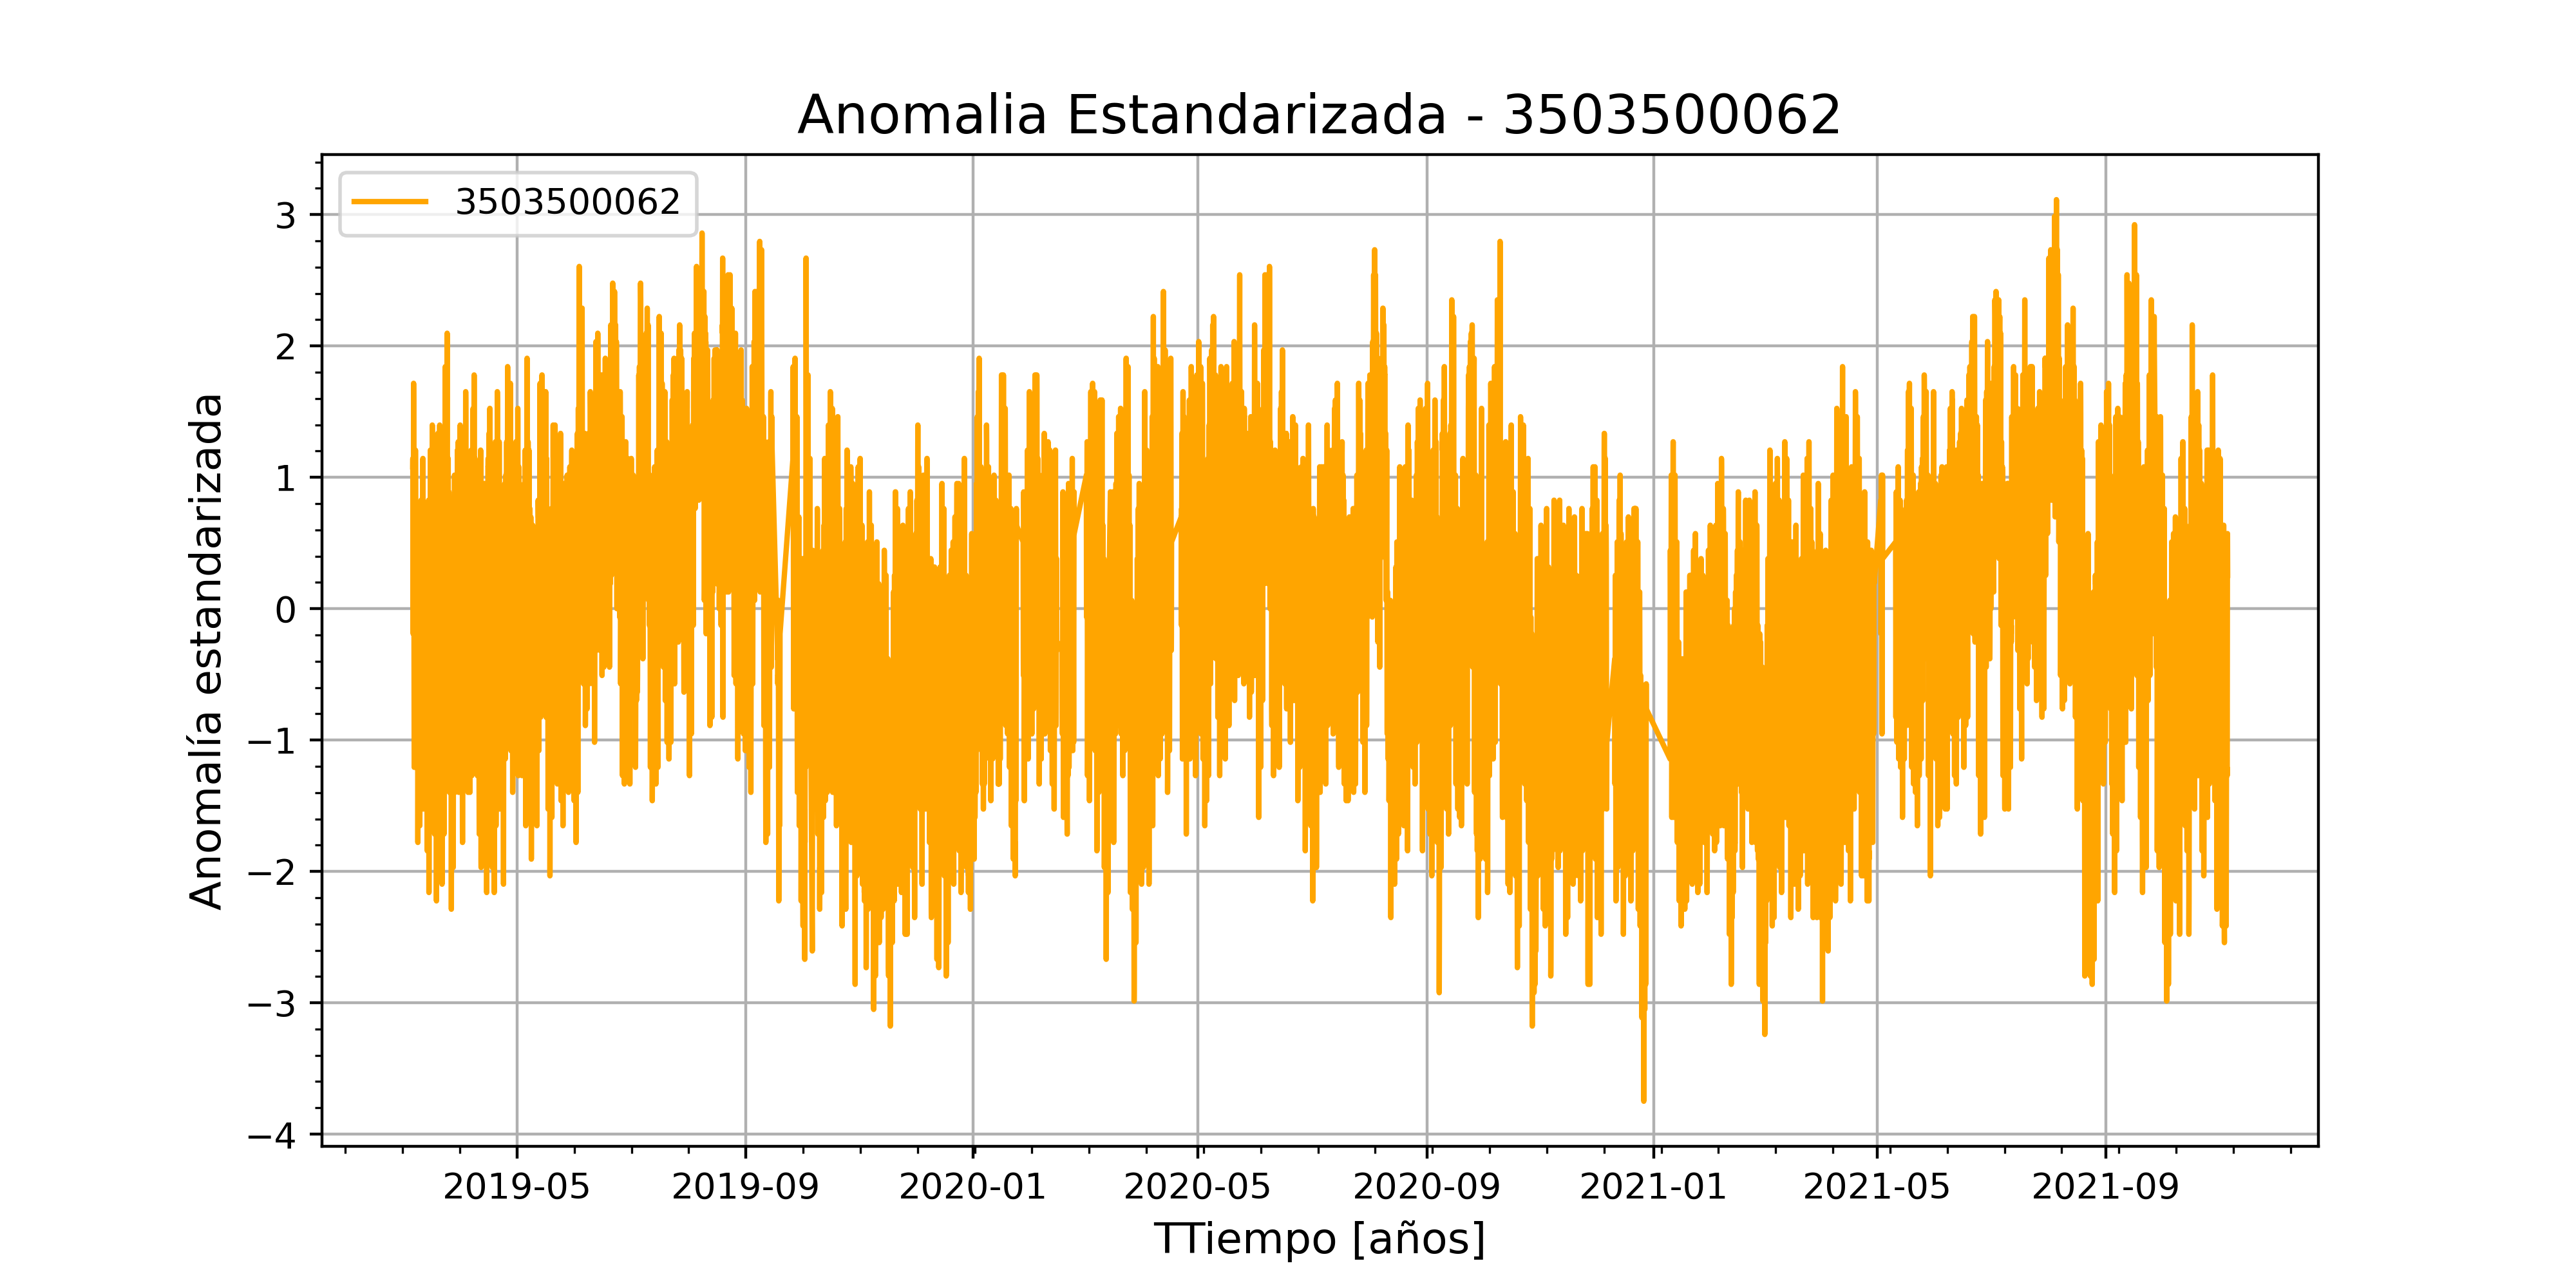 Anomalia Estandarizada - 3503500062
3503500062
Anomalía estandarizada
3
2
1
0
−1
−2
−3
−4
2019-05 2019-09 2020-01 2020-05 2020-09 2021-01 2021-05 2021-09
TTiempo [años]